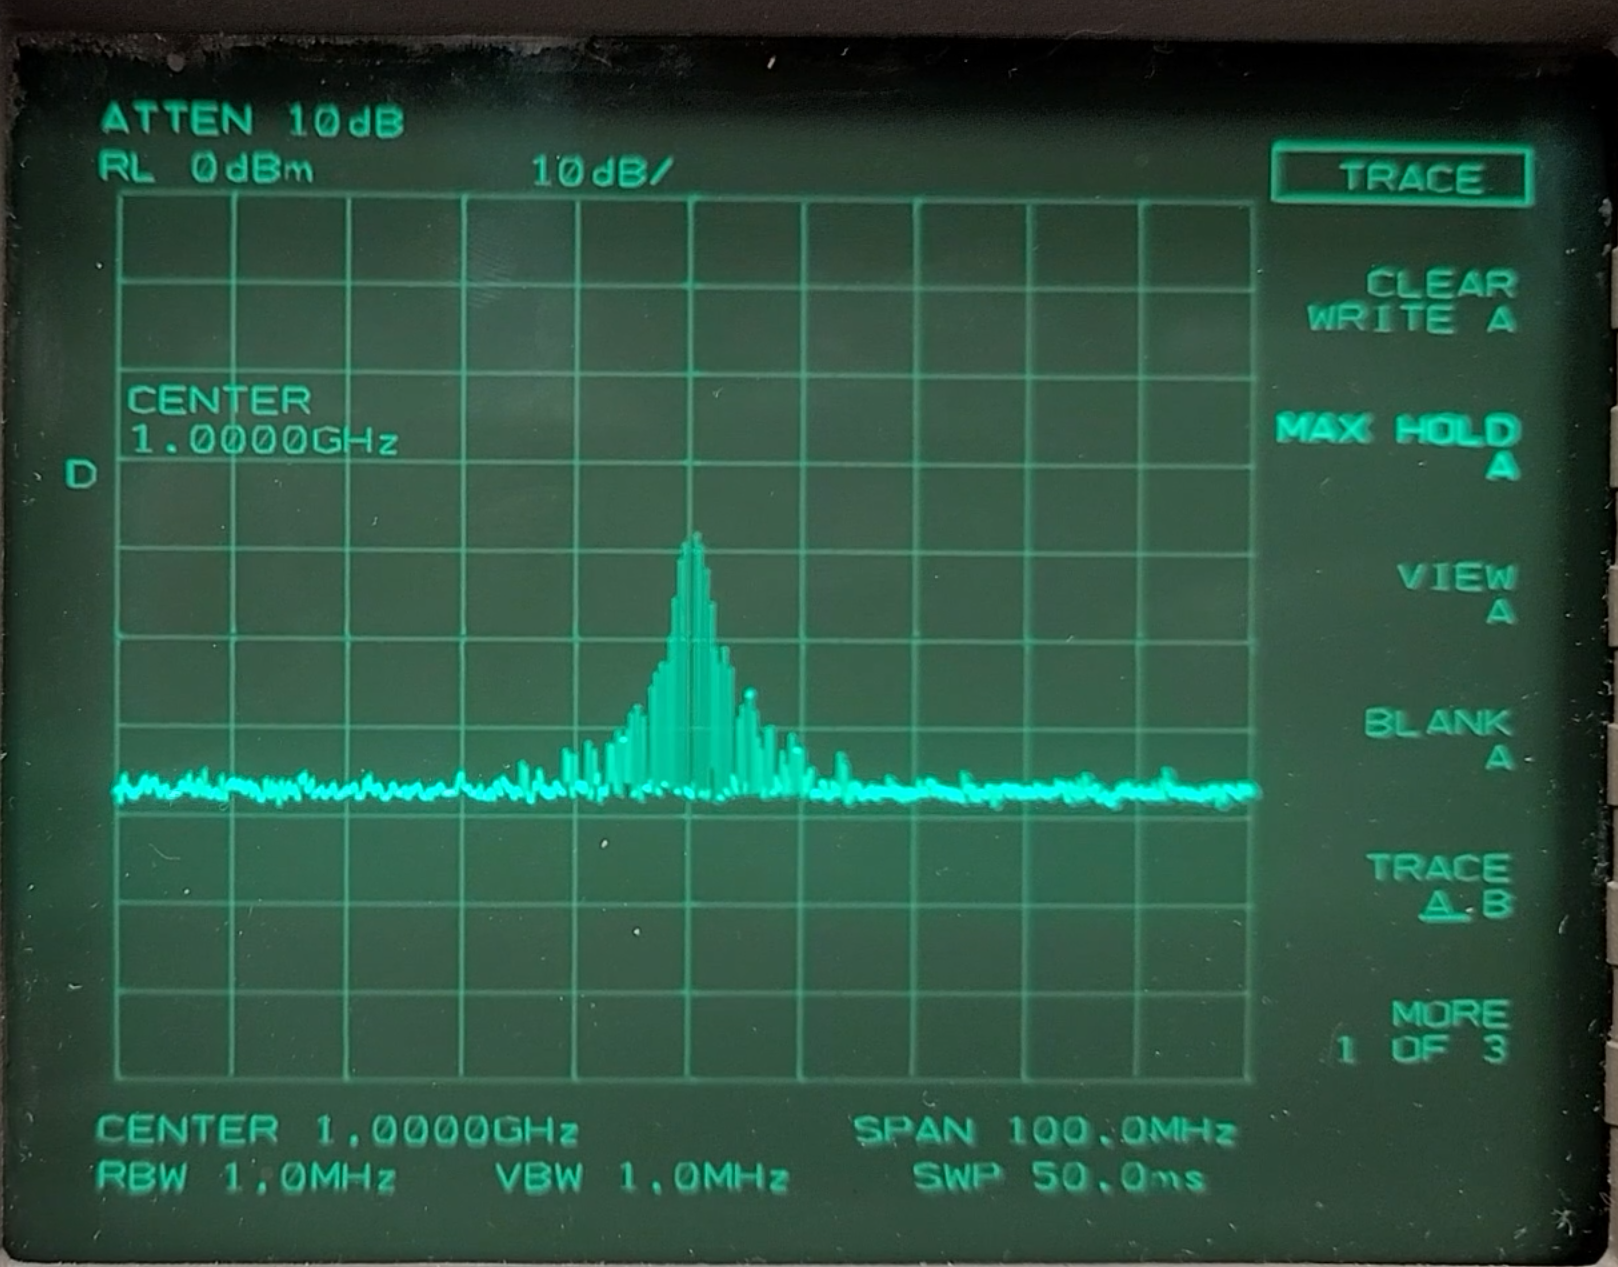 ATTEN 10dB
RL 0dBm 10dB/
TRACE
CLEAR
WRITE A
CENTER
1.0000GHz
D
MAX HOLD
A
VIEW
A
BLANK
A
TRACE
A B
MORE
1 OF 3
CENTER 1.0000GHz SPAN 100.0MHz
RBW 1.0MHz VBW 1.0MHz SWP 50.0ms